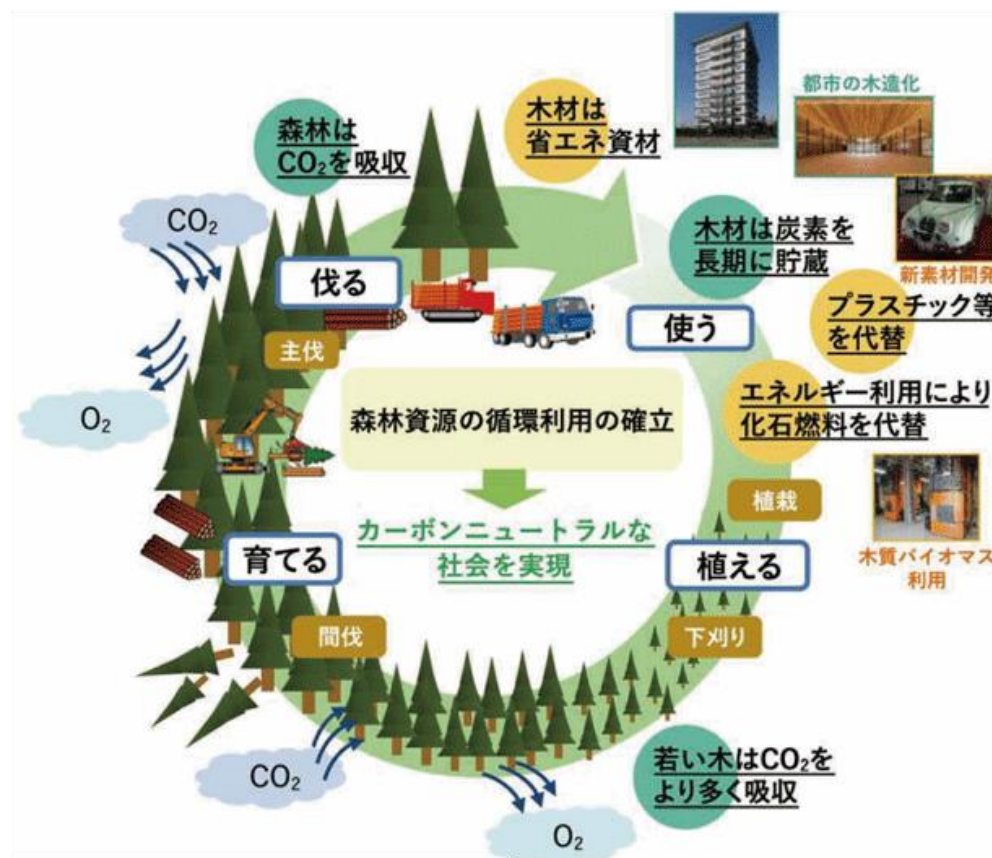 都市の木造化
木材は
省エネ資材
森林は
CO₂を吸収
CO₂
木材は炭素を
長期に貯蔵
新素材開発
伐る
使う
プラスチック等
を代替
主伐
O₂
森林資源の循環利用の確立
エネルギー利用により
化石燃料を代替
植栽
カーボンニュートラルな
社会を実現
育てる
植える
木質バイオマス
利用
間伐
下刈り
CO₂
若い木はCO₂を
より多く吸収
O₂